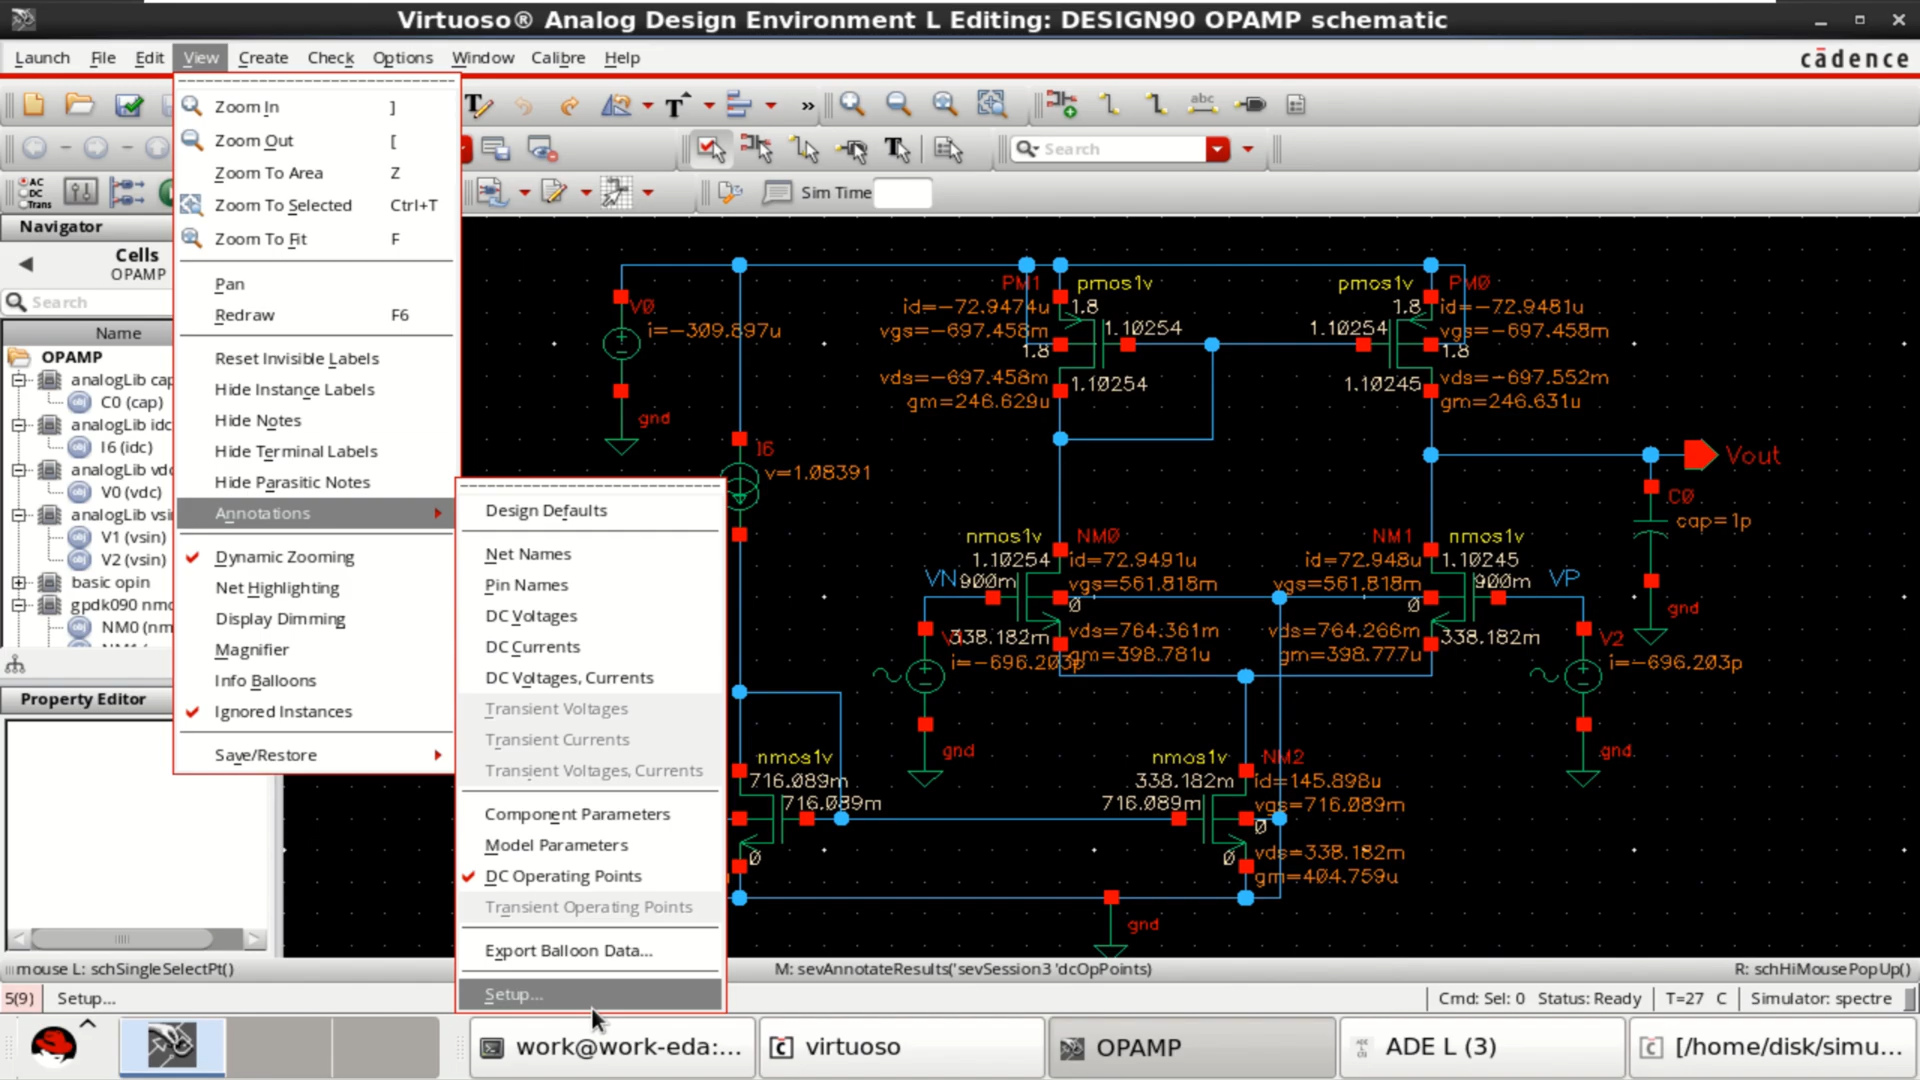 Virtuoso® Analog Design Environment L Editing: DESIGN90 OPAMP schematic
Launch File Edit View Create Check Options Window Calibre Help
cādence
Zoom In ]
Zoom Out [
Zoom To Area Z
Zoom To Selected Ctrl+T
Zoom To Fit F
Pan
Redraw F6
Reset Invisible Labels
Hide Instance Labels
Hide Notes
Hide Terminal Labels
Hide Parasitic Notes
Annotations
Dynamic Zooming
Net Highlighting
Display Dimming
Magnifier
Info Balloons
Ignored Instances
Save/Restore
Design Defaults
Net Names
Pin Names
DC Voltages
DC Currents
DC Voltages, Currents
Transient Voltages
Transient Currents
Transient Voltages, Currents
Component Parameters
Model Parameters
DC Operating Points
Transient Operating Points
Export Balloon Data...
Setup...
abc
Search
AC
DC
Trans
Sim Time
Navigator
Cells
OPAMP
Search
Name
OPAMP
analogLib cap
C0 (cap)
analogLib idc
I6 (idc)
analogLib vdc
V0 (vdc)
analogLib vsin
V1 (vsin)
V2 (vsin)
basic opin
gpdk090 nmo
NM0 (nm
Property Editor
V0
i=-309.897u
gnd
I6
v=1.08391
PM1 pmos1v
id=-72.9474u 1.8
vgs=-697.458m 1.10254
1.8
vds=-697.458m 1.10254
gm=246.629u
pmos1v PM0
1.8 id=-72.9481u
1.10254 vgs=-697.458m
1.8
1.10245 vds=-697.552m
gm=246.631u
Vout
C0
cap=1p
gnd
nmos1v NM0
1.10254 id=72.9491u
VN 900m vgs=561.818m
0
338.182m vds=764.361m
gm=398.781u
i=-696.203p
gnd
NM1 nmos1v
id=72.948u 1.10245
vgs=561.818m 900m VP
0
vds=764.266m 338.182m
gm=398.777u
V2
i=-696.203p
gnd
nmos1v
716.089m
716.089m
0
nmos1v NM2
338.182m id=145.898u
716.089m vgs=716.089m
0
0 vds=338.182m
gm=404.759u
gnd
mouse L: schSingleSelectPt()
M: sevAnnotateResults('sevSession3 'dcOpPoints)
R: schHiMousePopUp()
5(9) Setup...
Cmd: Sel: 0 Status: Ready T=27 C Simulator: spectre
work@work-eda:...
virtuoso
OPAMP
ADE L (3)
[/home/disk/simu...